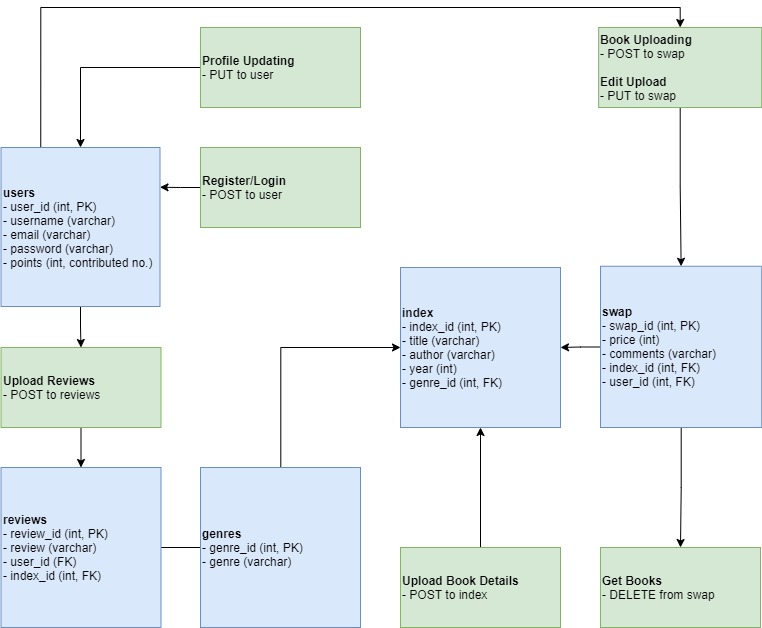 Profile Updating
- PUT to user
Book Uploading
- POST to swap
Edit Upload
- PUT to swap
Register/Login
- POST to user
users
- user_id (int, PK)
- username (varchar)
- email (varchar)
- password (varchar)
- points (int, contributed no.)
index
- index_id (int, PK)
- title (varchar)
- author (varchar)
- year (int)
- genre_id (int, FK)
swap
- swap_id (int, PK)
- price (int)
- comments (varchar)
- index_id (int, FK)
- user_id (int, FK)
Upload Reviews
- POST to reviews
reviews
- review_id (int, PK)
- review (varchar)
- user_id (FK)
- index_id (int, FK)
genres
- genre_id (int, PK)
- genre (varchar)
Upload Book Details
- POST to index
Get Books
- DELETE from swap